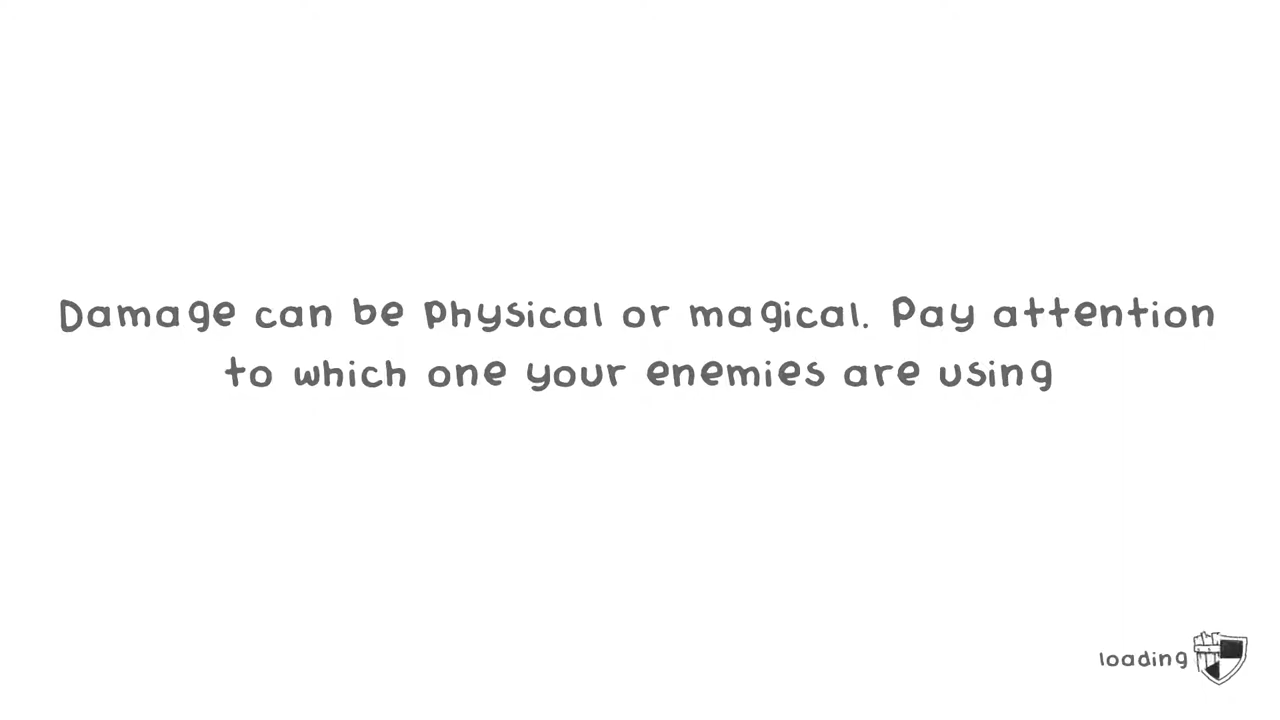 Damage can be physical or magical. Pay attention
to which one your enemies are using
loading